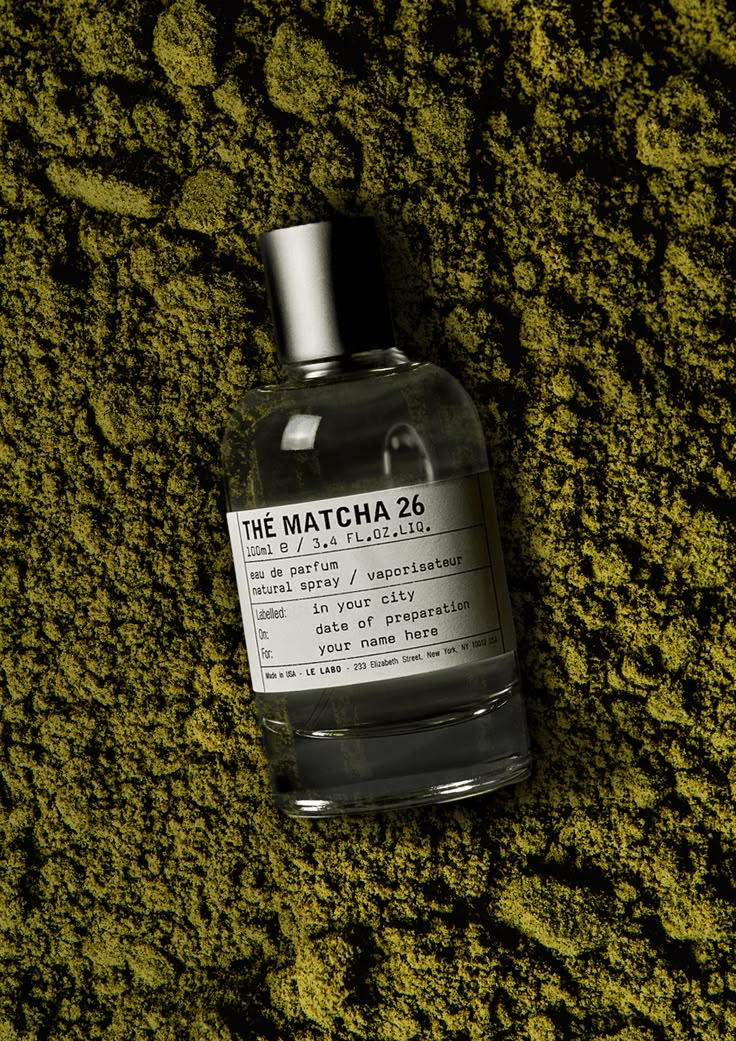 THÉ MATCHA 26
100ml e / 3.4 FL.OZ.LIQ.
eau de parfum
natural spray / vaporisateur
Labelled: in your city
On: date of preparation
For: your name here
Made in USA - LE LABO - 233 Elizabeth Street, New York, NY 10012 USA